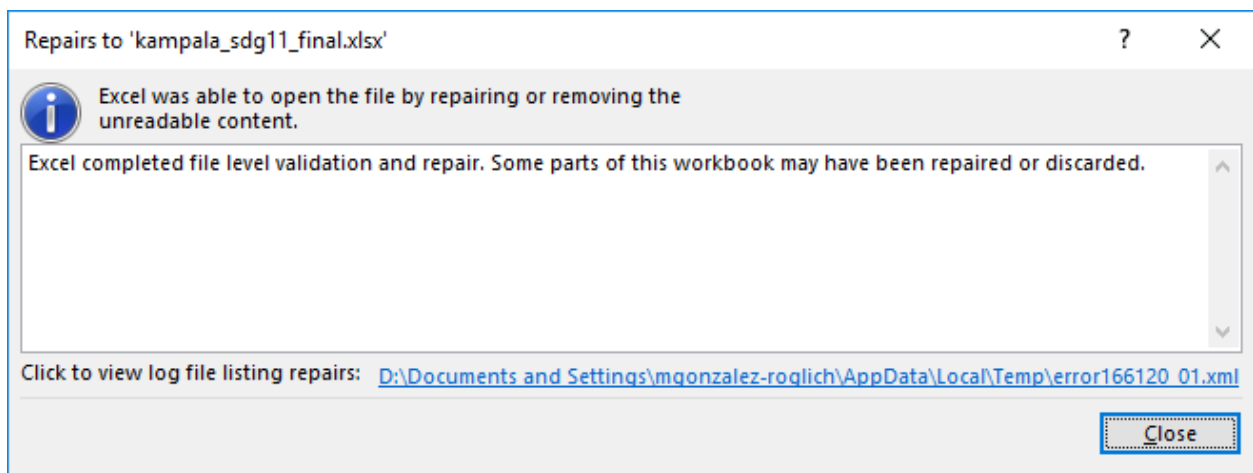 Repairs to 'kampala_sdg11_final.xlsx'
?
Excel was able to open the file by repairing or removing the
unreadable content.
Excel completed file level validation and repair. Some parts of this workbook may have been repaired or discarded.
Click to view log file listing repairs: D:\Documents and Settings\mgonzalez-roglich\AppData\Local\Temp\error166120_01.xml
Close